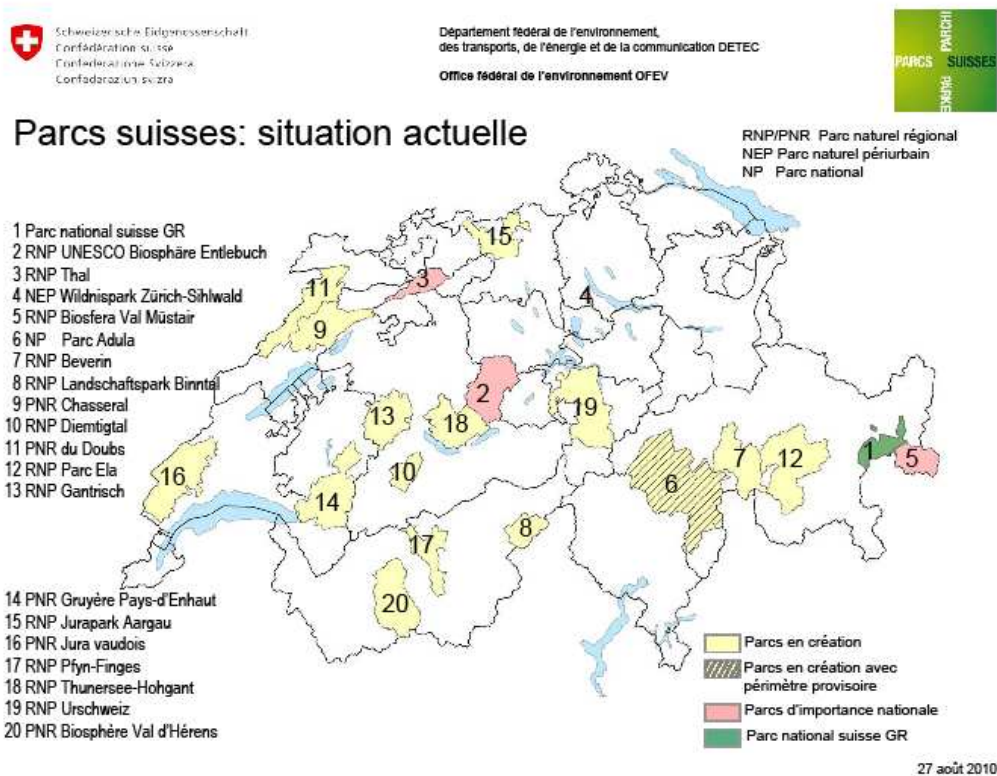 Schweizerische Eidgenossenschaft
Confédération suisse
Confederazione Svizzera
Confederaziun svizra
Département fédéral de l'environnement,
des transports, de l'énergie et de la communication DETEC
Office fédéral de l'environnement OFEV
PARCS SUISSES
PARCHI
PARKE
Parcs suisses: situation actuelle
RNP/PNR Parc naturel régional
NEP Parc naturel périurbain
NP Parc national
1 Parc national suisse GR
2 RNP UNESCO Biosphäre Entlebuch
3 RNP Thal
4 NEP Wildnispark Zürich-Sihlwald
5 RNP Biosfera Val Müstair
6 NP Parc Adula
7 RNP Beverin
8 RNP Landschaftspark Binntal
9 PNR Chasseral
10 RNP Diemtigtal
11 PNR du Doubs
12 RNP Parc Ela
13 RNP Gantrisch
14 PNR Gruyère Pays-d'Enhaut
15 RNP Jurapark Aargau
16 PNR Jura vaudois
17 RNP Pfyn-Finges
18 RNP Thunersee-Hohgant
19 RNP Urschweiz
20 PNR Biosphère Val d'Hérens
15
11
3
4
9
2
13
18
19
10
16
14
6
7
12
1
5
8
17
20
Parcs en création
Parcs en création avec
périmètre provisoire
Parcs d'importance nationale
Parc national suisse GR
27 août 2010